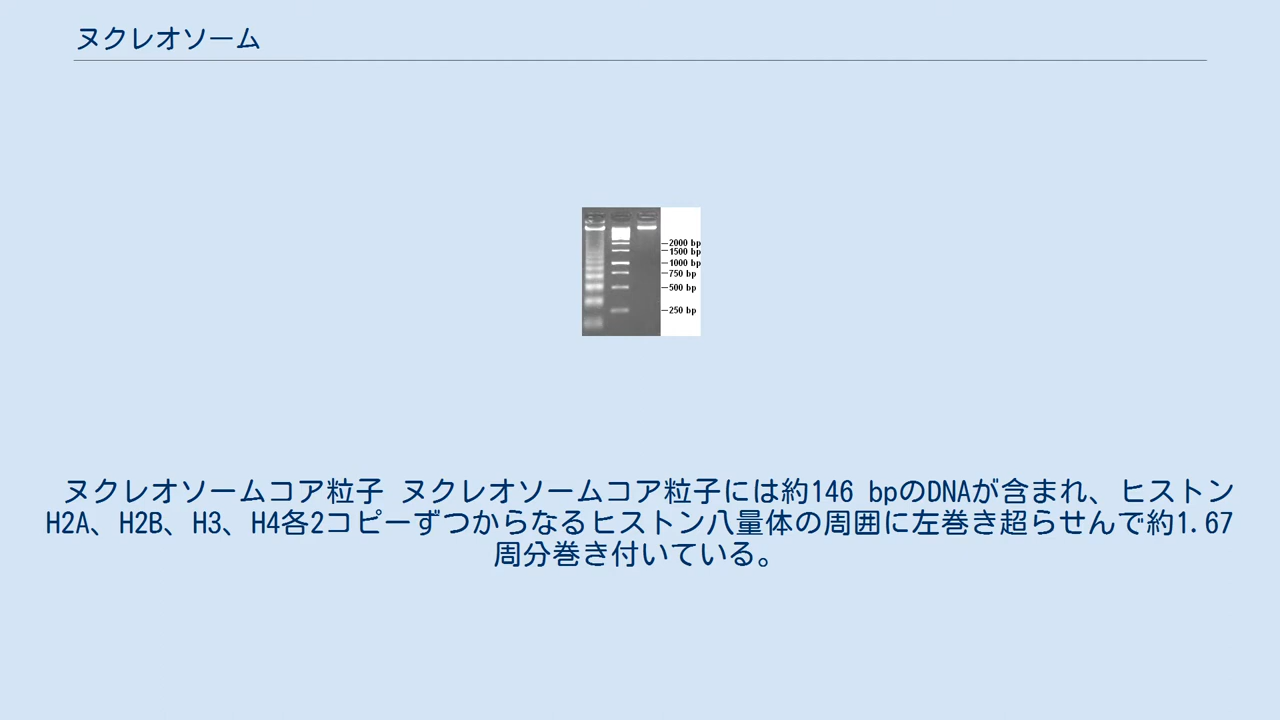 ヌクレオソーム
2000 bp
1500 bp
1000 bp
750 bp
500 bp
250 bp
ヌクレオソームコア粒子 ヌクレオソームコア粒子には約146 bpのDNAが含まれ、ヒストン
H2A、H2B、H3、H4各2コピーずつからなるヒストン八量体の周囲に左巻き超らせんで約1.67
周分巻き付いている。